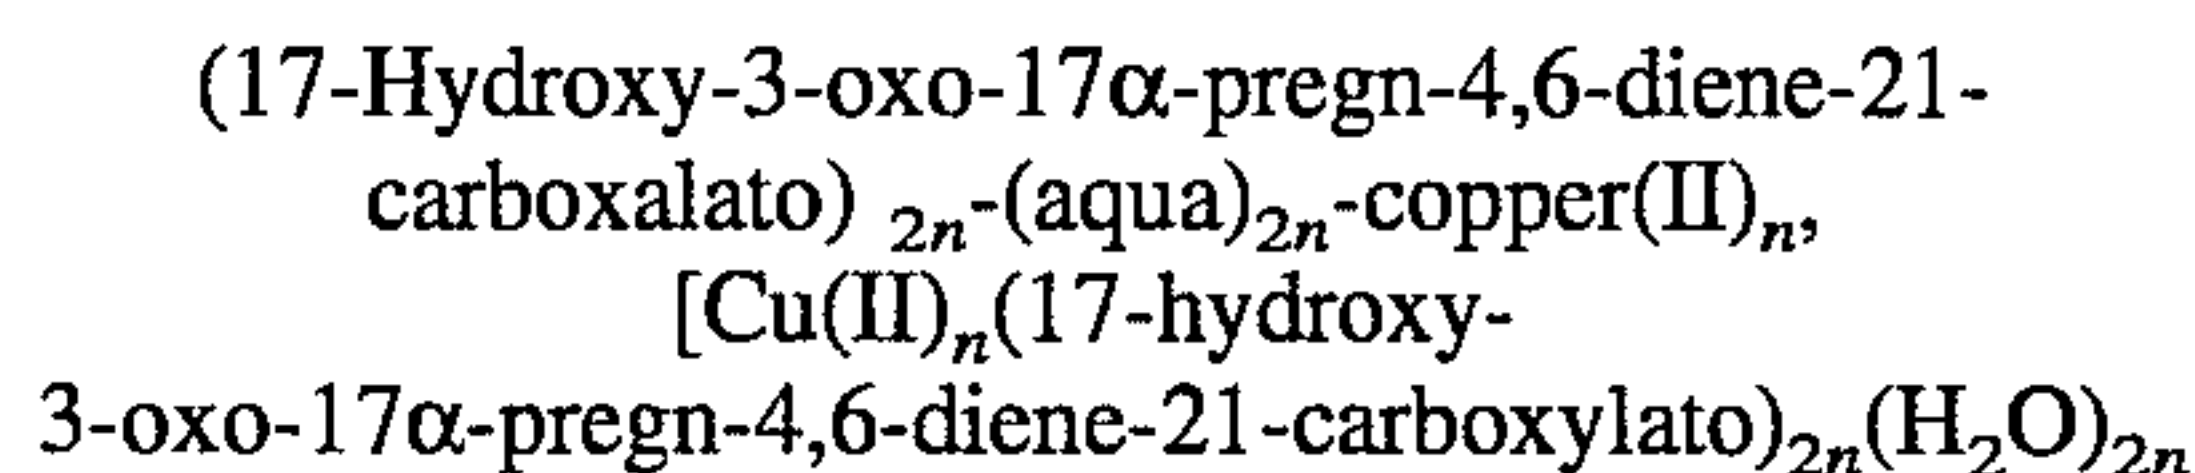 (17-Hydroxy-3-oxo-17α-pregn-4,6-diene-21-
carboxalato) ₂ₙ-(aqua)₂ₙ-copper(II)ₙ,
[Cu(II)ₙ(17-hydroxy-
3-oxo-17α-pregn-4,6-diene-21-carboxylato)₂ₙ(H₂O)₂ₙ